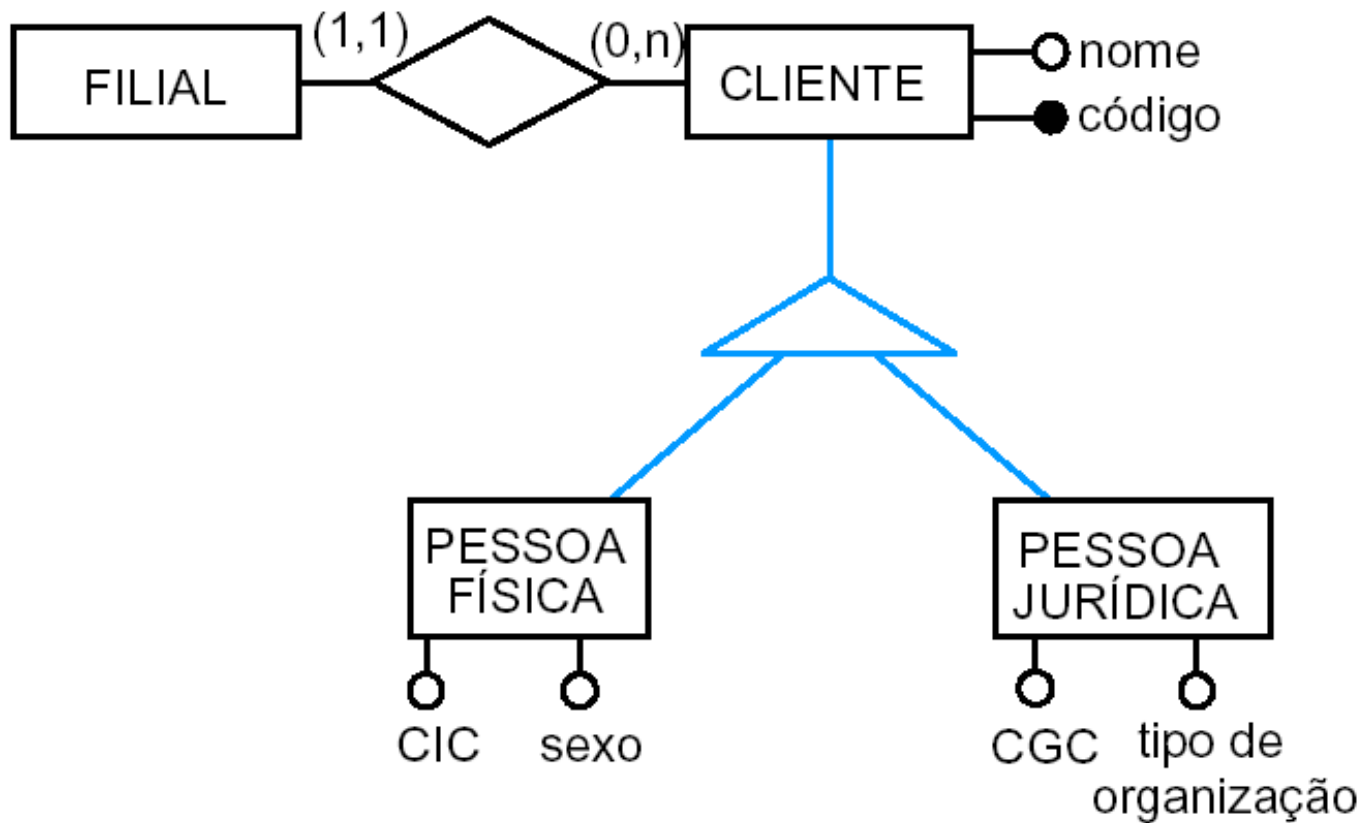 FILIAL
(1,1)
(0,n)
CLIENTE
nome
código
PESSOA
FÍSICA
PESSOA
JURÍDICA
CIC
sexo
CGC
tipo de
organização